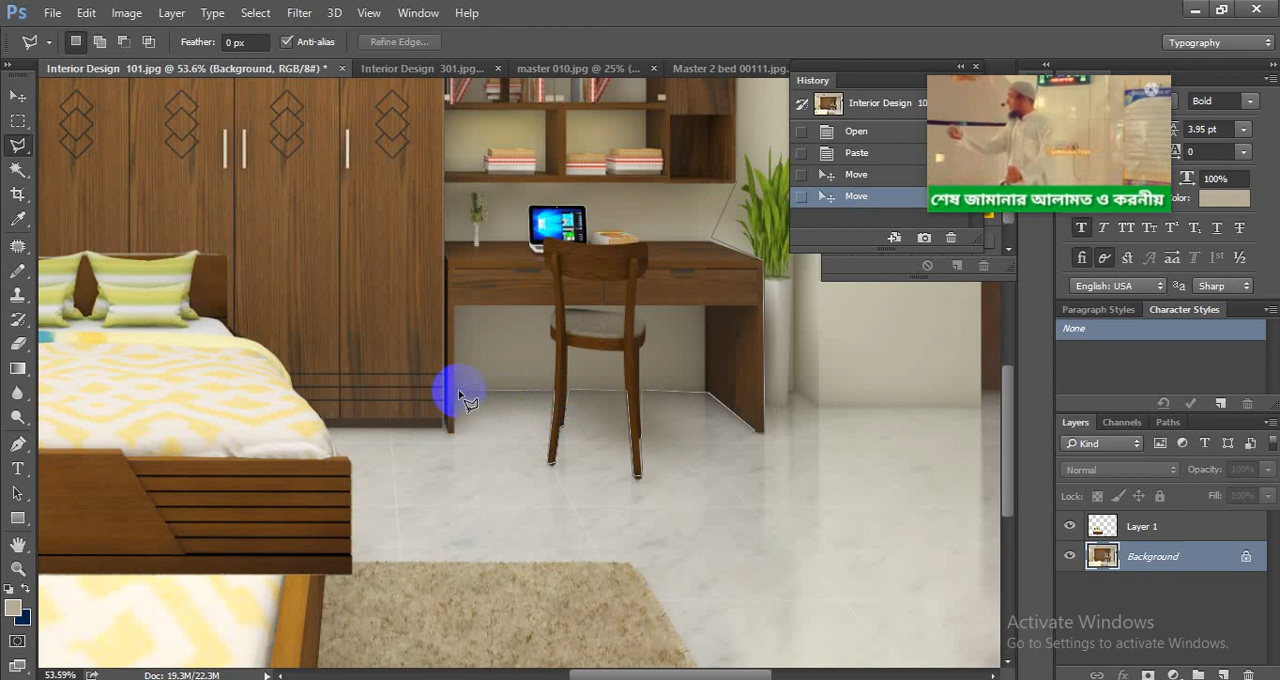 Ps File Edit Image Layer Type Select Filter 3D View Window Help
Feather: 0 px Anti-alias Refine Edge... Typography
Interior Design 101.jpg @ 53.6% (Background, RGB/8#) * × Interior Design 301.jpg... × master 010.jpg @ 25% (... × Master 2 bed 00111.jpg.
History
Interior Design 10
Open
Paste
Move
Move
শেষ জামানার আলামত ও করনীয়
Bold
3.95 pt
0
100%
English: USA Sharp
Paragraph Styles Character Styles
None
Layers Channels Paths
Kind
Normal Opacity: 100%
Lock: Fill: 100%
Layer 1
Background
Activate Windows
Go to Settings to activate Windows.
53.59% Doc: 19.3M/22.3M